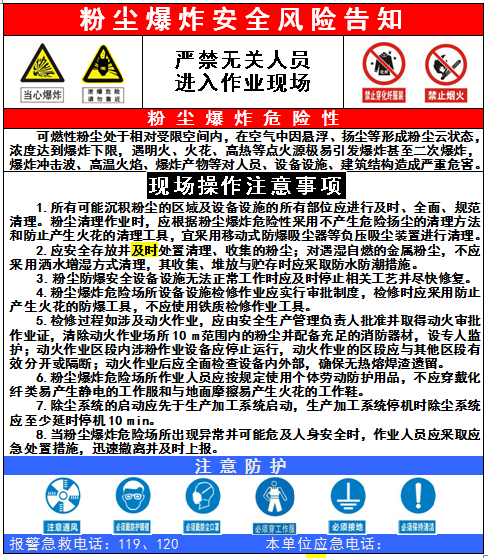 粉尘爆炸安全风险告知
当心爆炸
泄爆危险
请勿靠近
严禁无关人员
进入作业现场
禁止穿化纤服装
禁止烟火
粉尘爆炸危险性
可燃性粉尘处于相对受限空间内，在空气中因悬浮、扬尘等形成粉尘云状态，
浓度达到爆炸下限，遇明火、火花、高热等点火源极易引发爆炸甚至二次爆炸，
爆炸冲击波、高温火焰、爆炸产物等对人员、设备设施、建筑结构造成严重危害。
现场操作注意事项
1.所有可能沉积粉尘的区域及设备设施的所有部位应进行及时、全面、规范
清理。粉尘清理作业时，应根据粉尘爆炸危险性采用不产生危险扬尘的清理方法
和防止产生火花的清理工具，宜采用移动式防爆吸尘器等负压吸尘装置进行清理。
2.应安全存放并及时处置清理、收集的粉尘；对遇湿自燃的金属粉尘，不应
采用洒水增湿方式清理，其收集、堆放与贮存时应采取防水防潮措施。
3.粉尘防爆安全设备设施无法正常工作时应及时停止相关工艺并尽快修复。
4.粉尘爆炸危险场所设备设施检修作业应实行审批制度，检修时应采用防止
产生火花的防爆工具，不应使用铁质检修作业工具。
5.检修过程如涉及动火作业，应由安全生产管理负责人批准并取得动火审批
作业证，清除动火作业场所10 m范围内的粉尘并配备充足的消防器材，设专人监
护；动火作业区段内涉粉作业设备应停止运行，动火作业的区段应与其他区段有
效分开或隔断；动火作业后应全面检查设备内外部，确保无热熔焊渣遗留。
6.粉尘爆炸危险场所作业人员应按规定使用个体劳动防护用品，不应穿戴化
纤类易产生静电的工作服和与地面摩擦易产生火花的工作鞋。
7.除尘系统的启动应先于生产加工系统启动，生产加工系统停机时除尘系统
应至少延时停机10 min。
8.当粉尘爆炸危险场所出现异常并可能危及人身安全时，作业人员应采取应
急处置措施，迅速撤离并及时上报。
注意防护
注意通风
必须戴防护眼镜
必须戴防尘口罩
必须穿工作服
必须接地
必须保持清洁
报警急救电话：119、120
本单位应急电话：